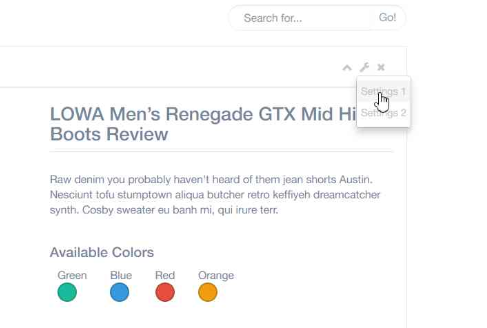 Search for... Go!
Settings 1
Settings 2
LOWA Men's Renegade GTX Mid Hi
Boots Review
Raw denim you probably haven't heard of them jean shorts Austin.
Nesciunt tofu stumptown aliqua butcher retro keffiyeh dreamcatcher
synth. Cosby sweater eu banh mi, qui irure terr.
Available Colors
Green Blue Red Orange